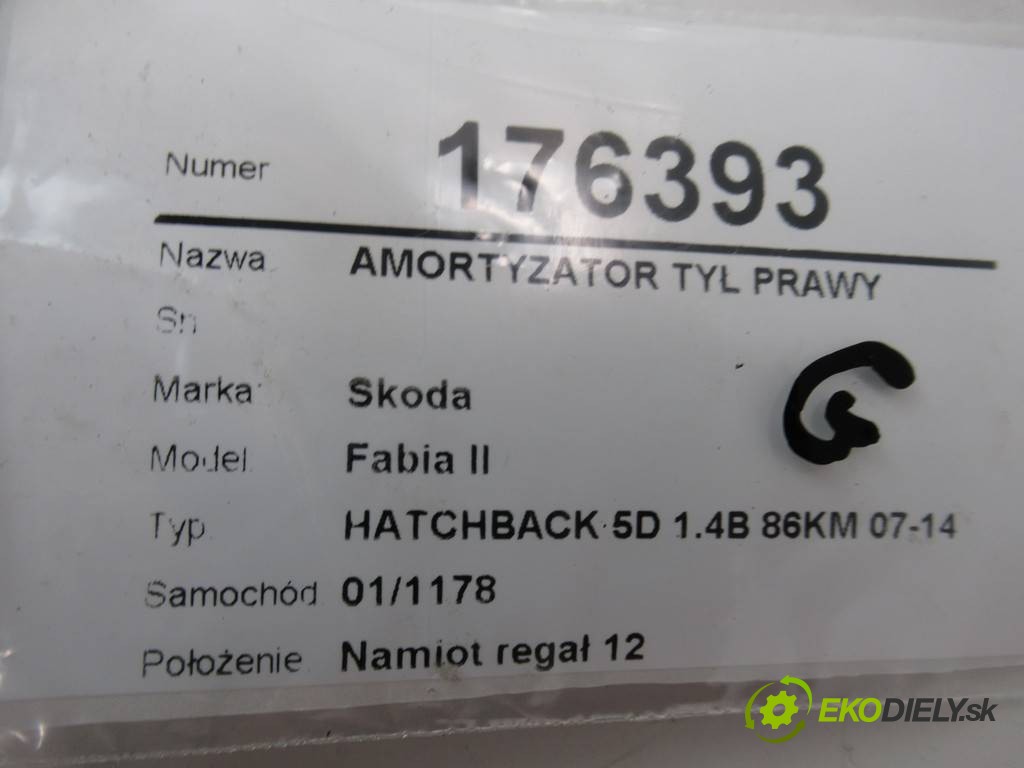 Numer 176393
Nazwa AMORTYZATOR TYŁ PRAWY
Sn
Marka Skoda
Model Fabia II
Typ HATCHBACK 5D 1.4B 86KM 07-14
Samochód 01/1178
Położenie Namiot regał 12
G
EKODIELY.sk